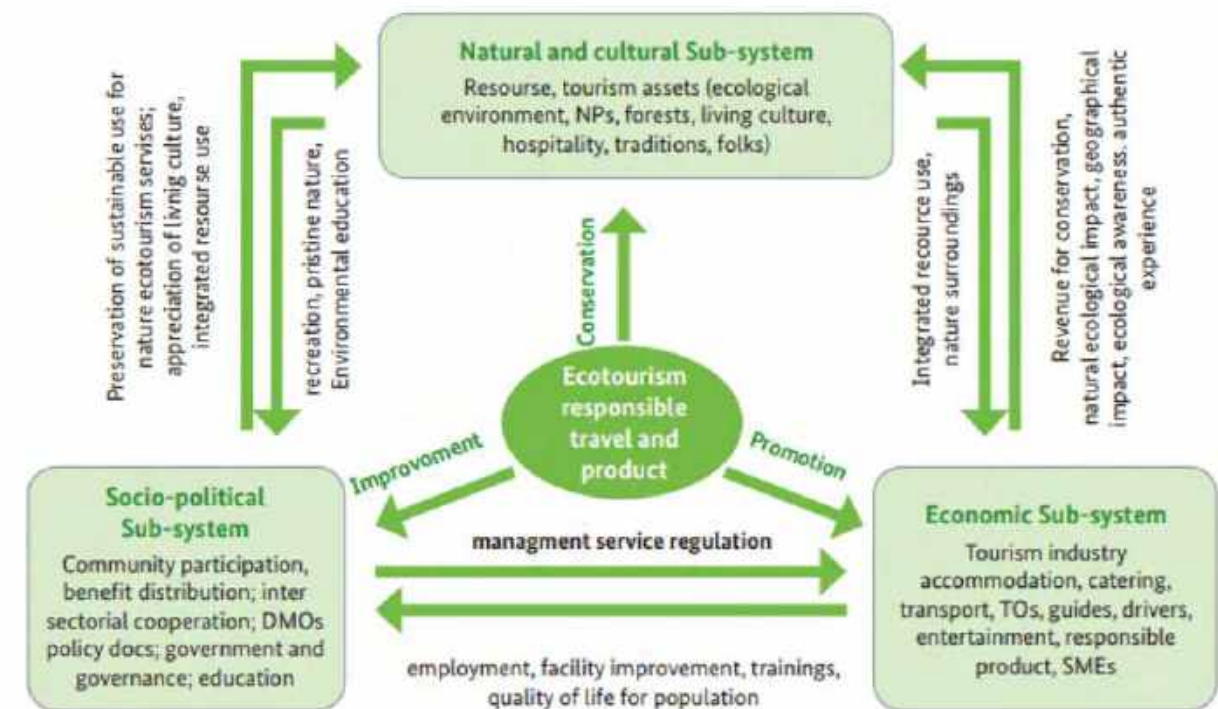 Natural and cultural Sub-system
Resourse, tourism assets (ecological
environment, NPs, forests, living culture,
hospitality, traditions, folks)
Preservation of sustainable use for
nature ecotourism servises;
appreciation of livnig culture,
integrated resourse use
recreation, pristine nature,
Environmental education
Conservation
Integrated recource use,
nature surroundings
Revenue for conservation,
natural ecological impact, geographical
impact, ecological awareness. authentic
experience
Ecotourism
responsible
travel and
product
Improvoment
Promotion
Socio-political
Sub-system
Community participation,
benefit distribution; inter
sectorial cooperation; DMOs
policy docs; government and
governance; education
managment service regulation
employment, facility improvement, trainings,
quality of life for population
Economic Sub-system
Tourism industry
accommodation, catering,
transport, TOs, guides, drivers,
entertainment, responsible
product, SMEs